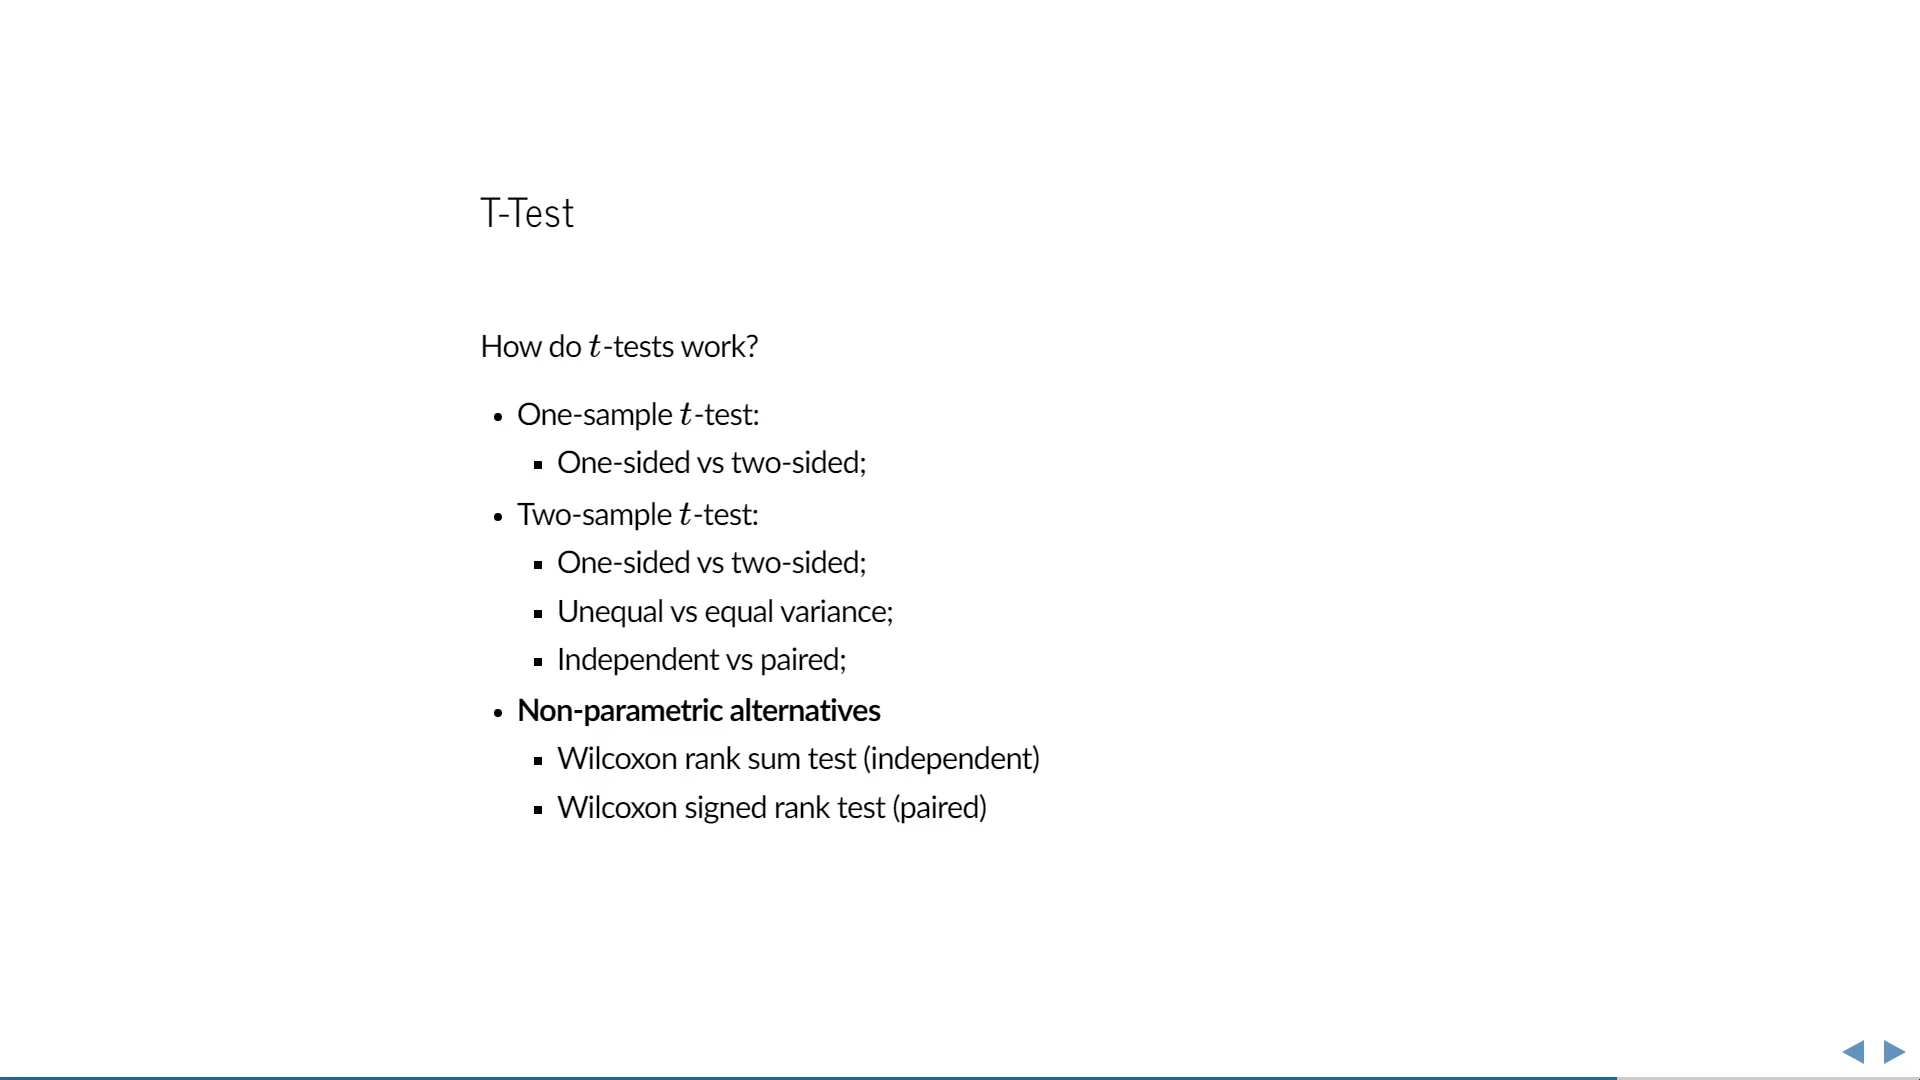 T-Test
How do t-tests work?
• One-sample t-test:
▪ One-sided vs two-sided;
• Two-sample t-test:
▪ One-sided vs two-sided;
▪ Unequal vs equal variance;
▪ Independent vs paired;
• Non-parametric alternatives
▪ Wilcoxon rank sum test (independent)
▪ Wilcoxon signed rank test (paired)